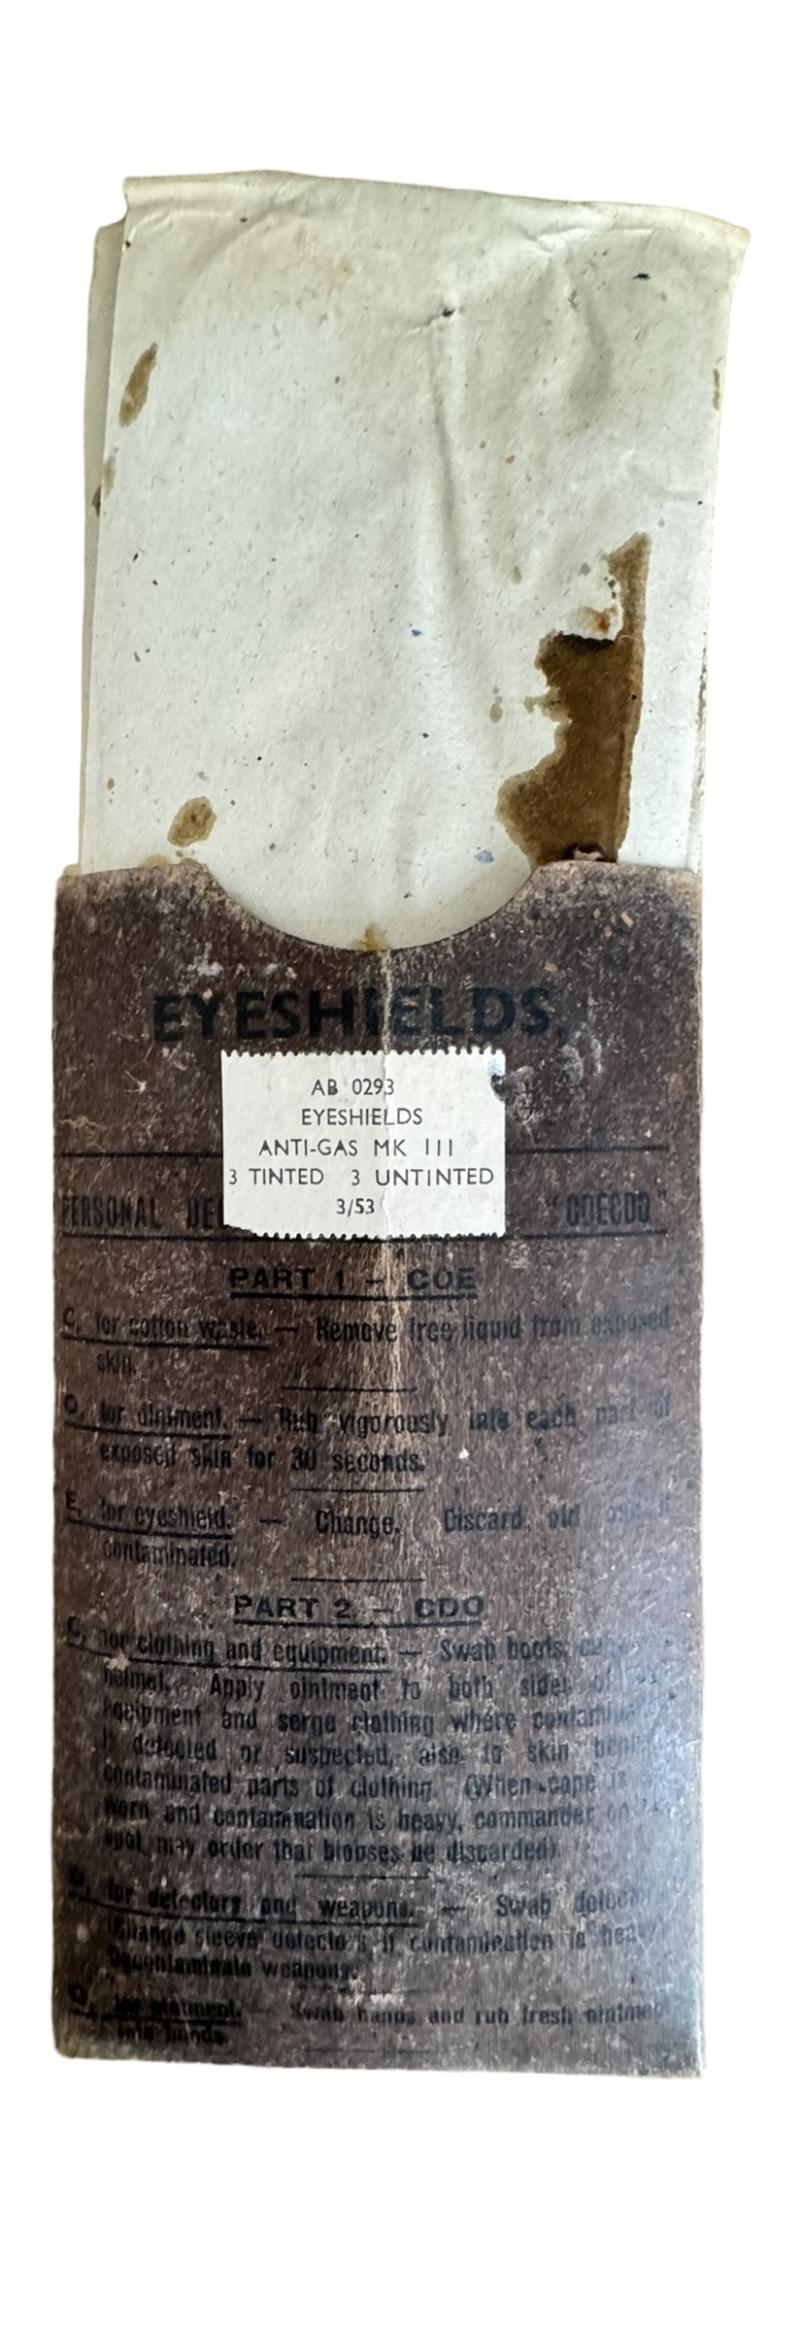 EYESHIELDS,
AB 0293
EYESHIELDS
ANTI-GAS MK III
3 TINTED 3 UNTINTED
3/53
PERSONAL "CDECDO"
PART 1 – COE
C. for cotton waste. — Remove free liquid from exposed
skin.
O. for ointment. — Rub vigorously into each part of
exposed skin for 30 seconds.
E. for eyeshield. — Change. Discard old
contaminated.
PART 2 – CDO
C. for clothing and equipment. — Swab boots,
helmet. Apply ointment to both sides of
equipment and serge clothing where
is detected or suspected, also to skin
contaminated parts of clothing. (When cape is
worn and contamination is heavy, commander on
spot may order that blouses be discarded).
D. for detectors and weapons. — Swab
(Change sleeve detectors if contamination is heavy)
Decontaminate weapons.
O. for ointment. — Swab hands and rub fresh ointment
into hands.